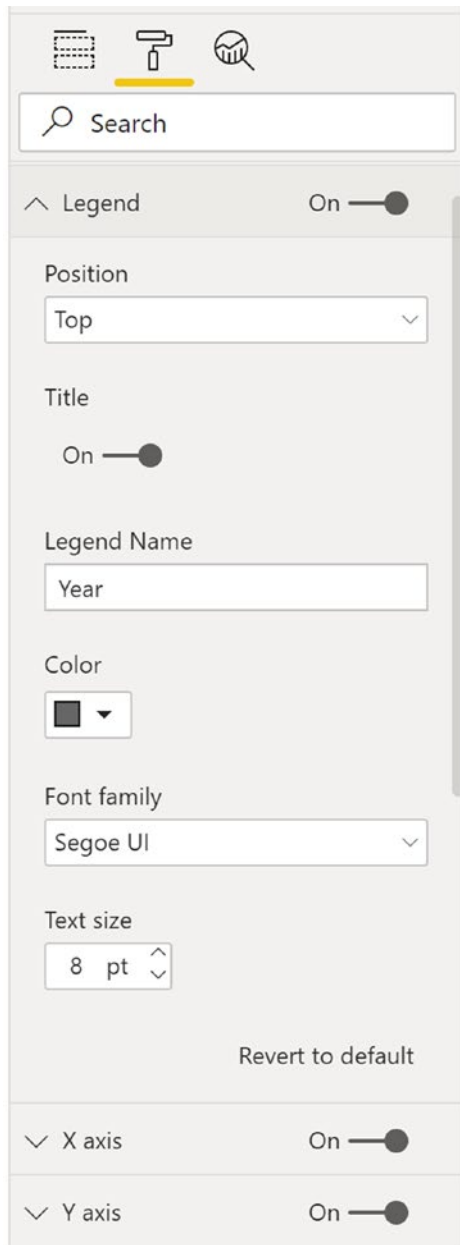 Search
Legend On
Position
Top
Title
On
Legend Name
Year
Color
Font family
Segoe UI
Text size
8 pt
Revert to default
X axis On
Y axis On